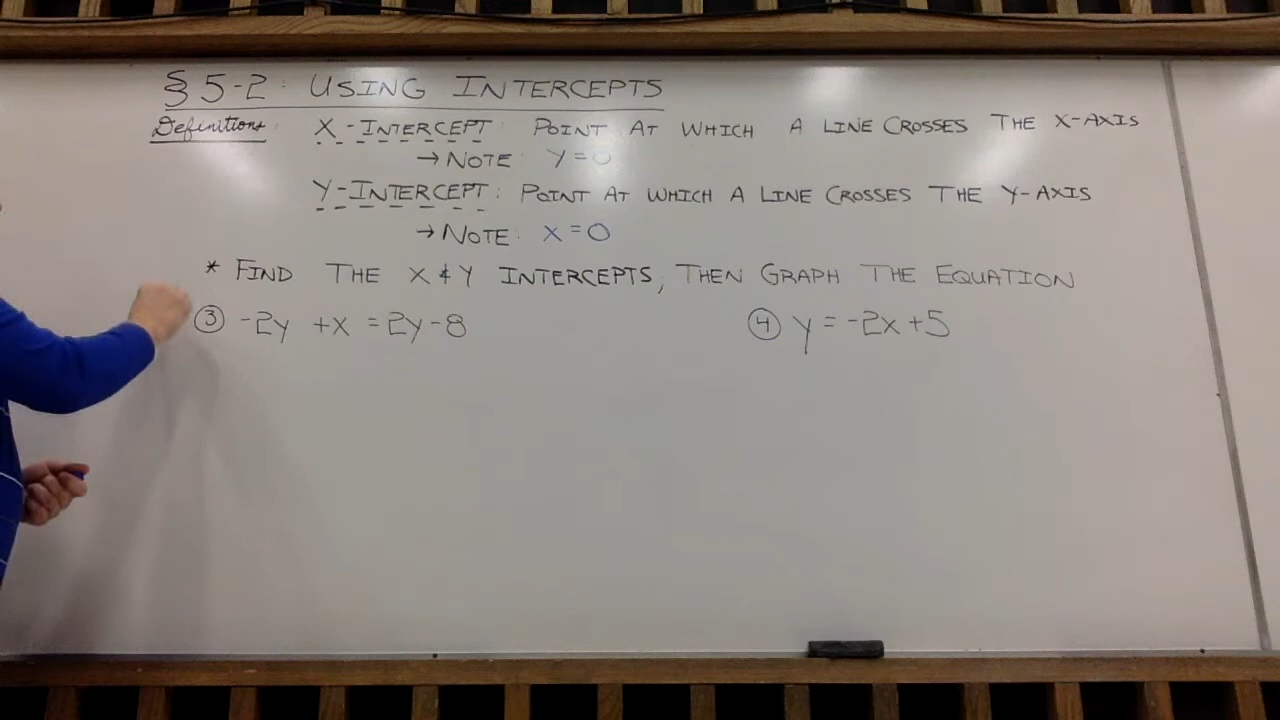 § 5-2: USING INTERCEPTS
Definitions: X-INTERCEPT: POINT AT WHICH A LINE CROSSES THE X-AXIS
→ NOTE: Y=0
Y-INTERCEPT: POINT AT WHICH A LINE CROSSES THE Y-AXIS
→ NOTE: X=0
* FIND THE X & Y INTERCEPTS, THEN GRAPH THE EQUATION
③ -2y +x = 2y-8 ④ y = -2x+5